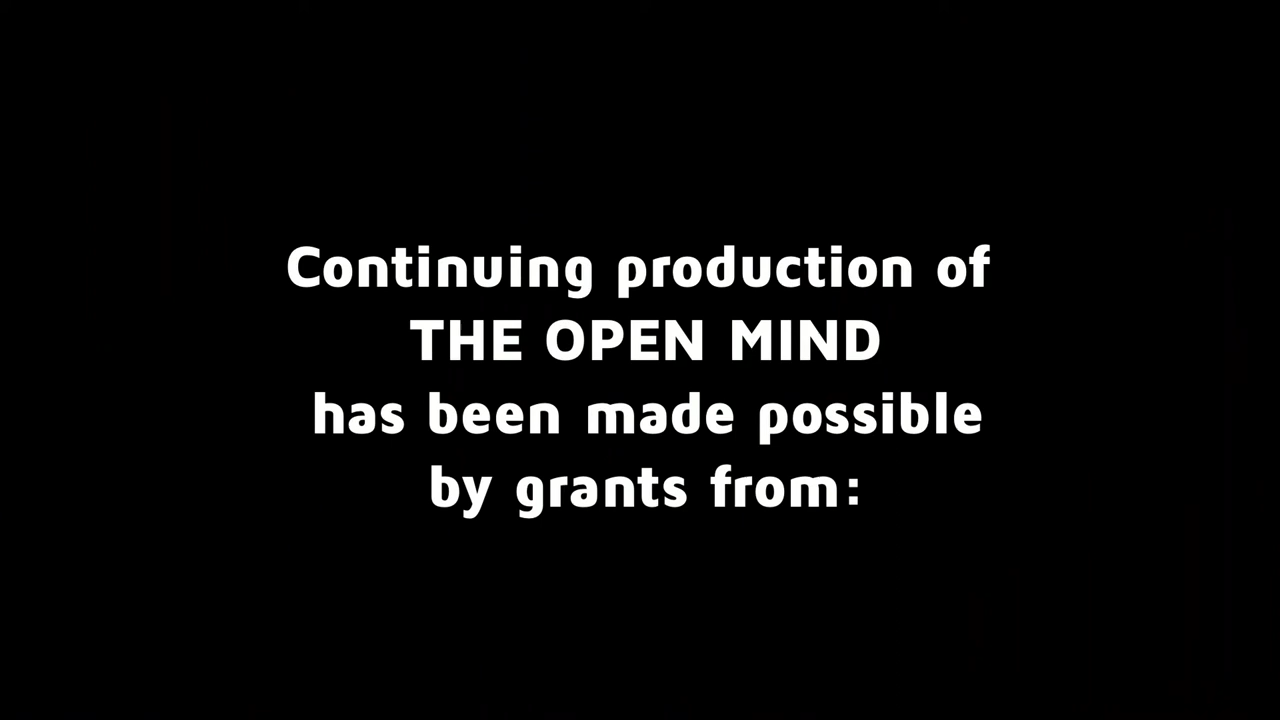 Continuing production of
THE OPEN MIND
has been made possible
by grants from: